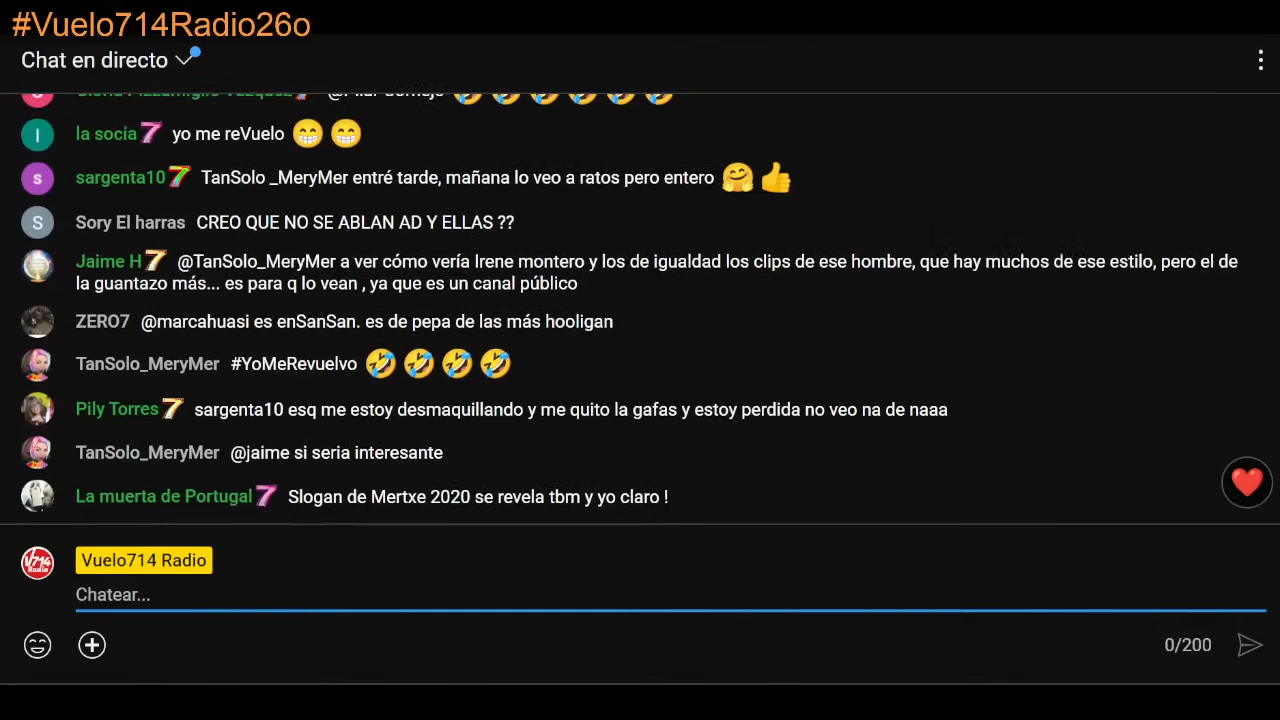 #Vuelo714Radio26o
Chat en directo
la socia yo me reVuelo 😁😁
sargenta10 TanSolo _MeryMer entré tarde, mañana lo veo a ratos pero entero 🤗👍
S Sory El harras CREO QUE NO SE ABLAN AD Y ELLAS ??
Jaime H @TanSolo_MeryMer a ver cómo vería Irene montero y los de igualdad los clips de ese hombre, que hay muchos de ese estilo, pero el de
la guantazo más... es para q lo vean , ya que es un canal público
ZERO7 @marcahuasi es enSanSan. es de pepa de las más hooligan
TanSolo_MeryMer #YoMeRevuelvo 🤣🤣🤣🤣
Pily Torres sargenta10 esq me estoy desmaquillando y me quito la gafas y estoy perdida no veo na de naaa
TanSolo_MeryMer @jaime si seria interesante
La muerta de Portugal Slogan de Mertxe 2020 se revela tbm y yo claro !
V714 Radio Vuelo714 Radio
Chatear...
0/200